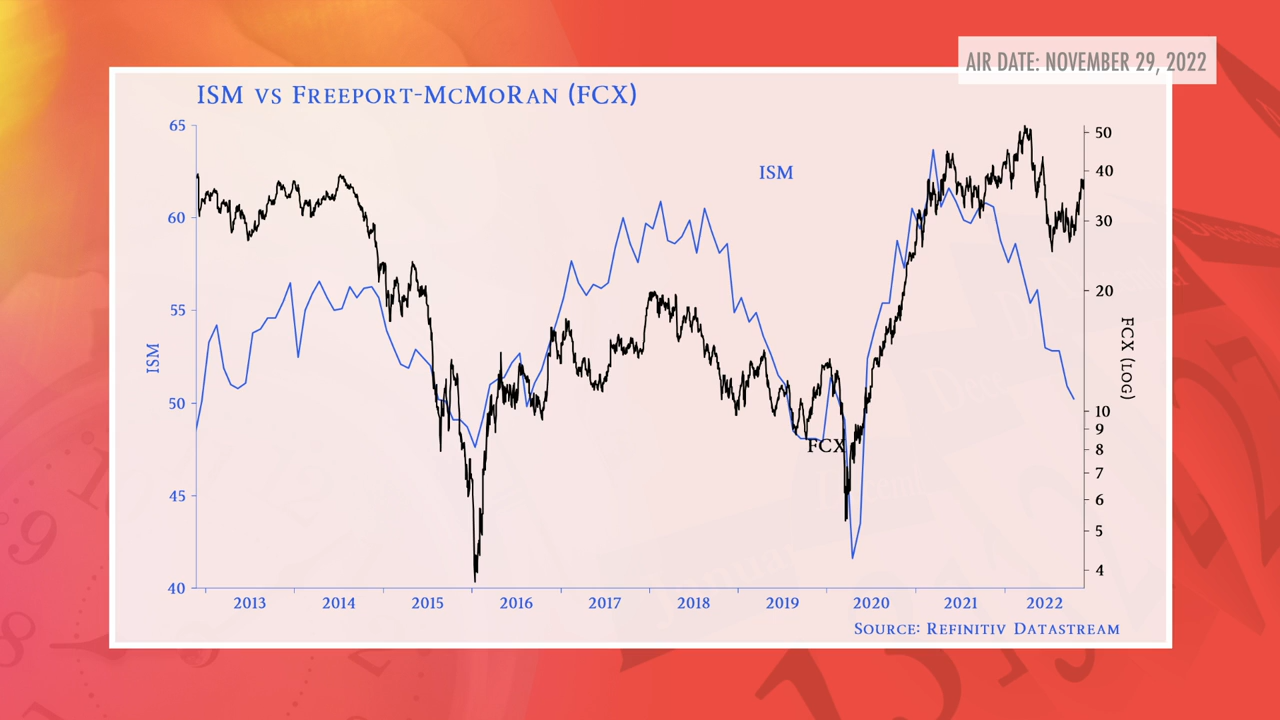 AIR DATE: NOVEMBER 29, 2022
ISM VS FREEPORT-MCMORAN (FCX)
65
60
55
50
45
40
ISM
ISM
FCX
50
40
30
20
10
9
8
7
6
5
4
FCX (LOG)
2013 2014 2015 2016 2017 2018 2019 2020 2021 2022
SOURCE: REFINITIV DATASTREAM